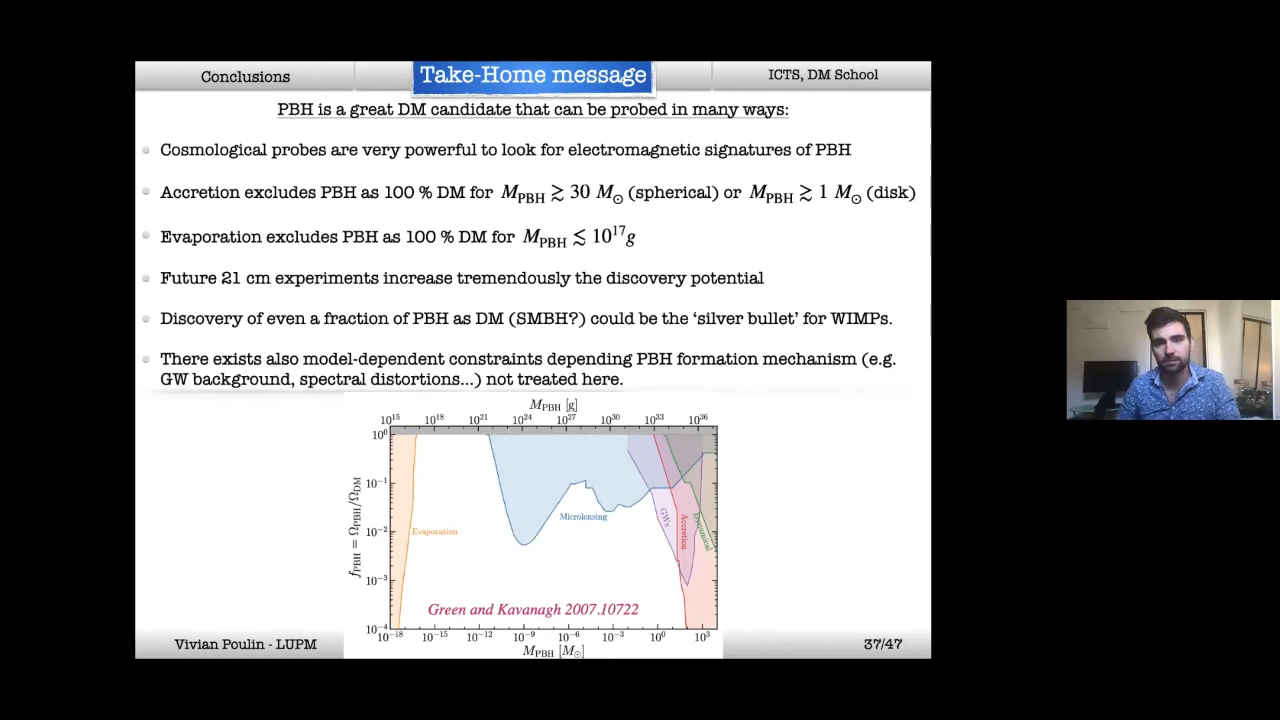 Conclusions
Take-Home message
ICTS, DM School
PBH is a great DM candidate that can be probed in many ways:
Cosmological probes are very powerful to look for electromagnetic signatures of PBH
Accretion excludes PBH as 100 % DM for M_PBH ≳ 30 M_⊙ (spherical) or M_PBH ≳ 1 M_⊙ (disk)
Evaporation excludes PBH as 100 % DM for M_PBH ≲ 10^17 g
Future 21 cm experiments increase tremendously the discovery potential
Discovery of even a fraction of PBH as DM (SMBH?) could be the ‘silver bullet’ for WIMPs.
There exists also model-dependent constraints depending PBH formation mechanism (e.g.
GW background, spectral distortions...) not treated here.
M_PBH [g]
10^15 10^18 10^21 10^24 10^27 10^30 10^33 10^36
10^0
10^-1
10^-2
10^-3
10^-4
f_PBH = Ω_PBH/Ω_DM
Evaporation
Microlensing
GWs
Accretion
Dynamical
Green and Kavanagh 2007.10722
10^-18 10^-15 10^-12 10^-9 10^-6 10^-3 10^0 10^3
M_PBH [M_⊙]
Vivian Poulin - LUPM
37/47